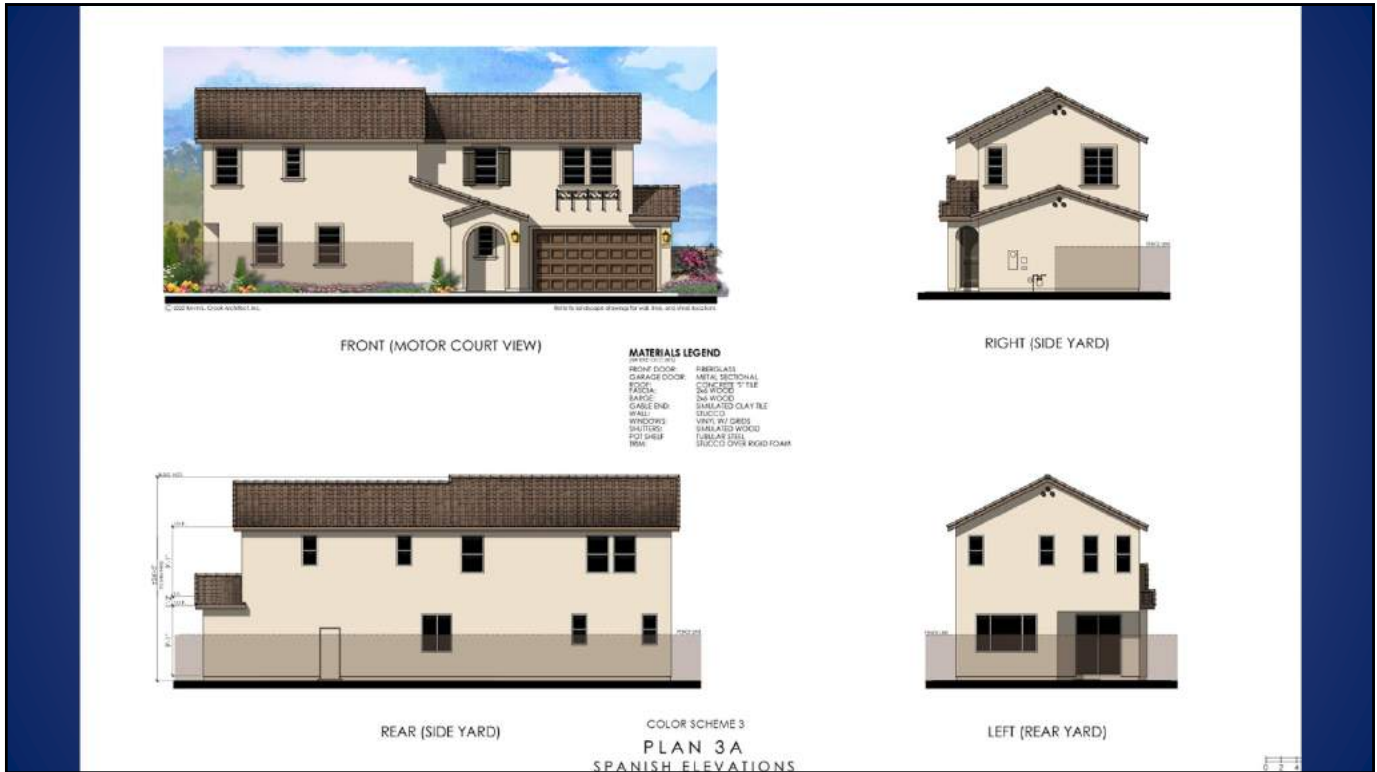 FRONT (MOTOR COURT VIEW)
RIGHT (SIDE YARD)
MATERIALS LEGEND
FRONT DOOR: FIBERGLASS
GARAGE DOOR: METAL SECTIONAL
ROOF: CONCRETE "S" TILE
FASCIA: 2x6 WOOD
BARGE: 2x6 WOOD
GABLE END: SIMULATED CLAY TILE
WALL: STUCCO
WINDOWS: VINYL W/ GRIDS
SHUTTERS: SIMULATED WOOD
POT SHELF TUBULAR STEEL
TRIM: STUCCO OVER RIGID FOAM
REAR (SIDE YARD)
LEFT (REAR YARD)
COLOR SCHEME 3
PLAN 3A
SPANISH ELEVATIONS
0 2 4